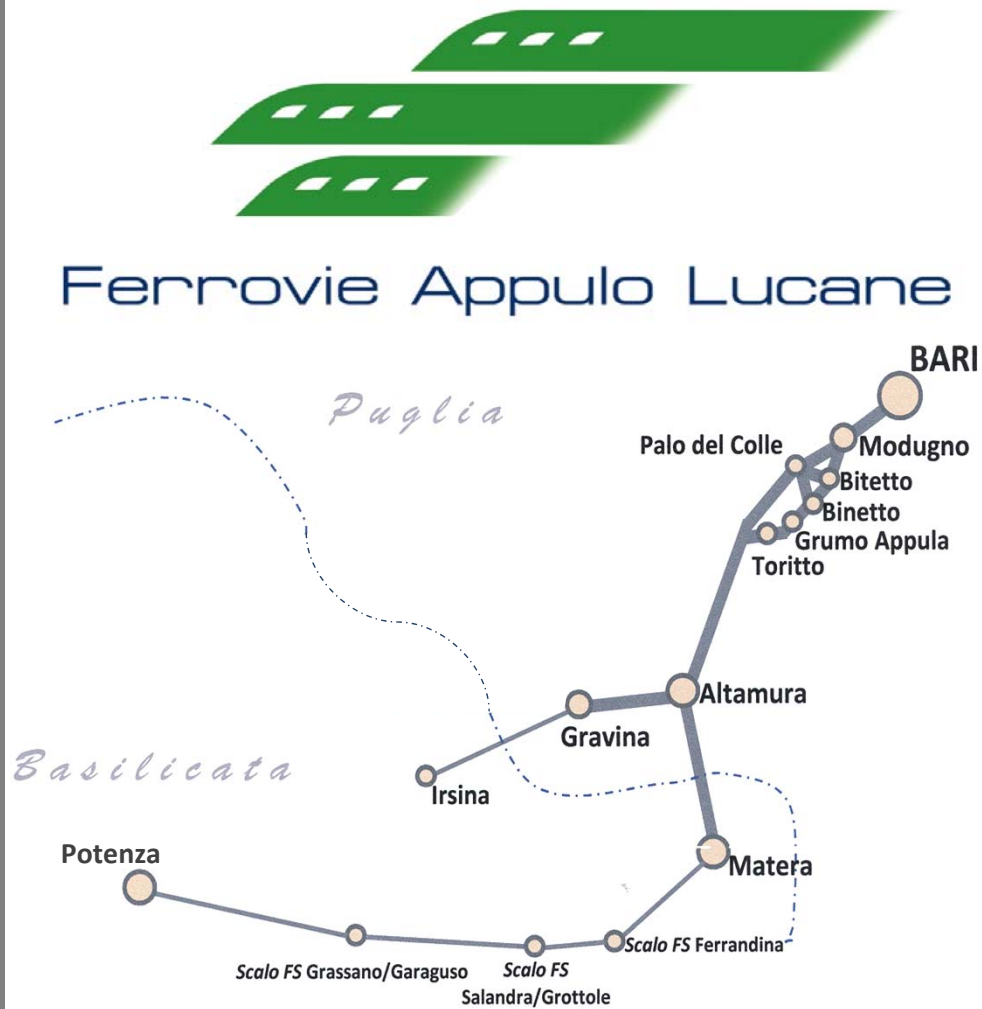 Ferrovie Appulo Lucane
BARI
Puglia
Palo del Colle
Modugno
Bitetto
Binetto
Grumo Appula
Toritto
Altamura
Gravina
Basilicata
Irsina
Potenza
Matera
Scalo FS Ferrandina
Scalo FS Grassano/Garaguso
Scalo FS
Salandra/Grottole